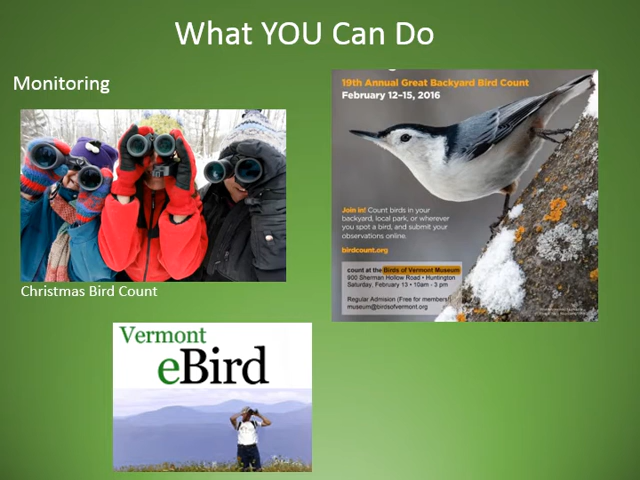 What YOU Can Do
Monitoring
19th Annual Great Backyard Bird Count
February 12–15, 2016
Join in! Count birds in your
backyard, local park, or wherever
you spot a bird, and submit your
observations online.
birdcount.org
count at the Birds of Vermont Museum
900 Sherman Hollow Road • Huntington
Saturday, February 13 • 10am - 3 pm
Regular Admision (Free for members!)
museum@birdsofvermont.org
Christmas Bird Count
Vermont
eBird